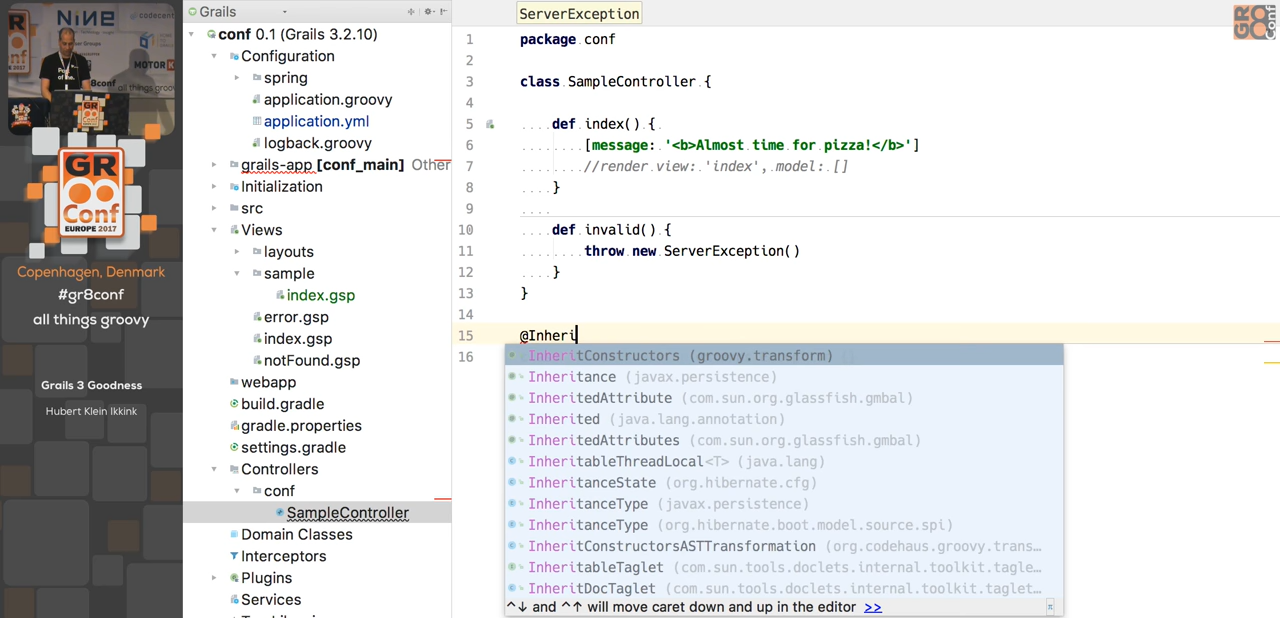 NiNE
codecent
MOTORK
all things groovy
GR
Conf
EUROPE 2017
Copenhagen, Denmark
#gr8conf
all things groovy
Grails 3 Goodness
Hubert Klein Ikkink
Grails
conf 0.1 (Grails 3.2.10)
Configuration
spring
application.groovy
application.yml
logback.groovy
grails-app [conf_main] Other
Initialization
src
Views
layouts
sample
index.gsp
error.gsp
index.gsp
notFound.gsp
webapp
build.gradle
gradle.properties
settings.gradle
Controllers
conf
SampleController
Domain Classes
Interceptors
Plugins
Services
ServerException
1 package conf
2
3 class SampleController {
4
5 def index() {
6 [message: '<b>Almost time for pizza!</b>']
7 //render view: 'index', model: []
8 }
9
10 def invalid() {
11 throw new ServerException()
12 }
13 }
14
15 @Inheri
16
InheritConstructors (groovy.transform)
Inheritance (javax.persistence)
InheritedAttribute (com.sun.org.glassfish.gmbal)
Inherited (java.lang.annotation)
InheritedAttributes (com.sun.org.glassfish.gmbal)
InheritableThreadLocal<T> (java.lang)
InheritanceState (org.hibernate.cfg)
InheritanceType (javax.persistence)
InheritanceType (org.hibernate.boot.model.source.spi)
InheritConstructorsASTTransformation (org.codehaus.groovy.trans…
InheritableTaglet (com.sun.tools.doclets.internal.toolkit.tagle…
InheritDocTaglet (com.sun.tools.doclets.internal.toolkit.taglet…
^↓ and ^↑ will move caret down and up in the editor >>
π
GR
Conf